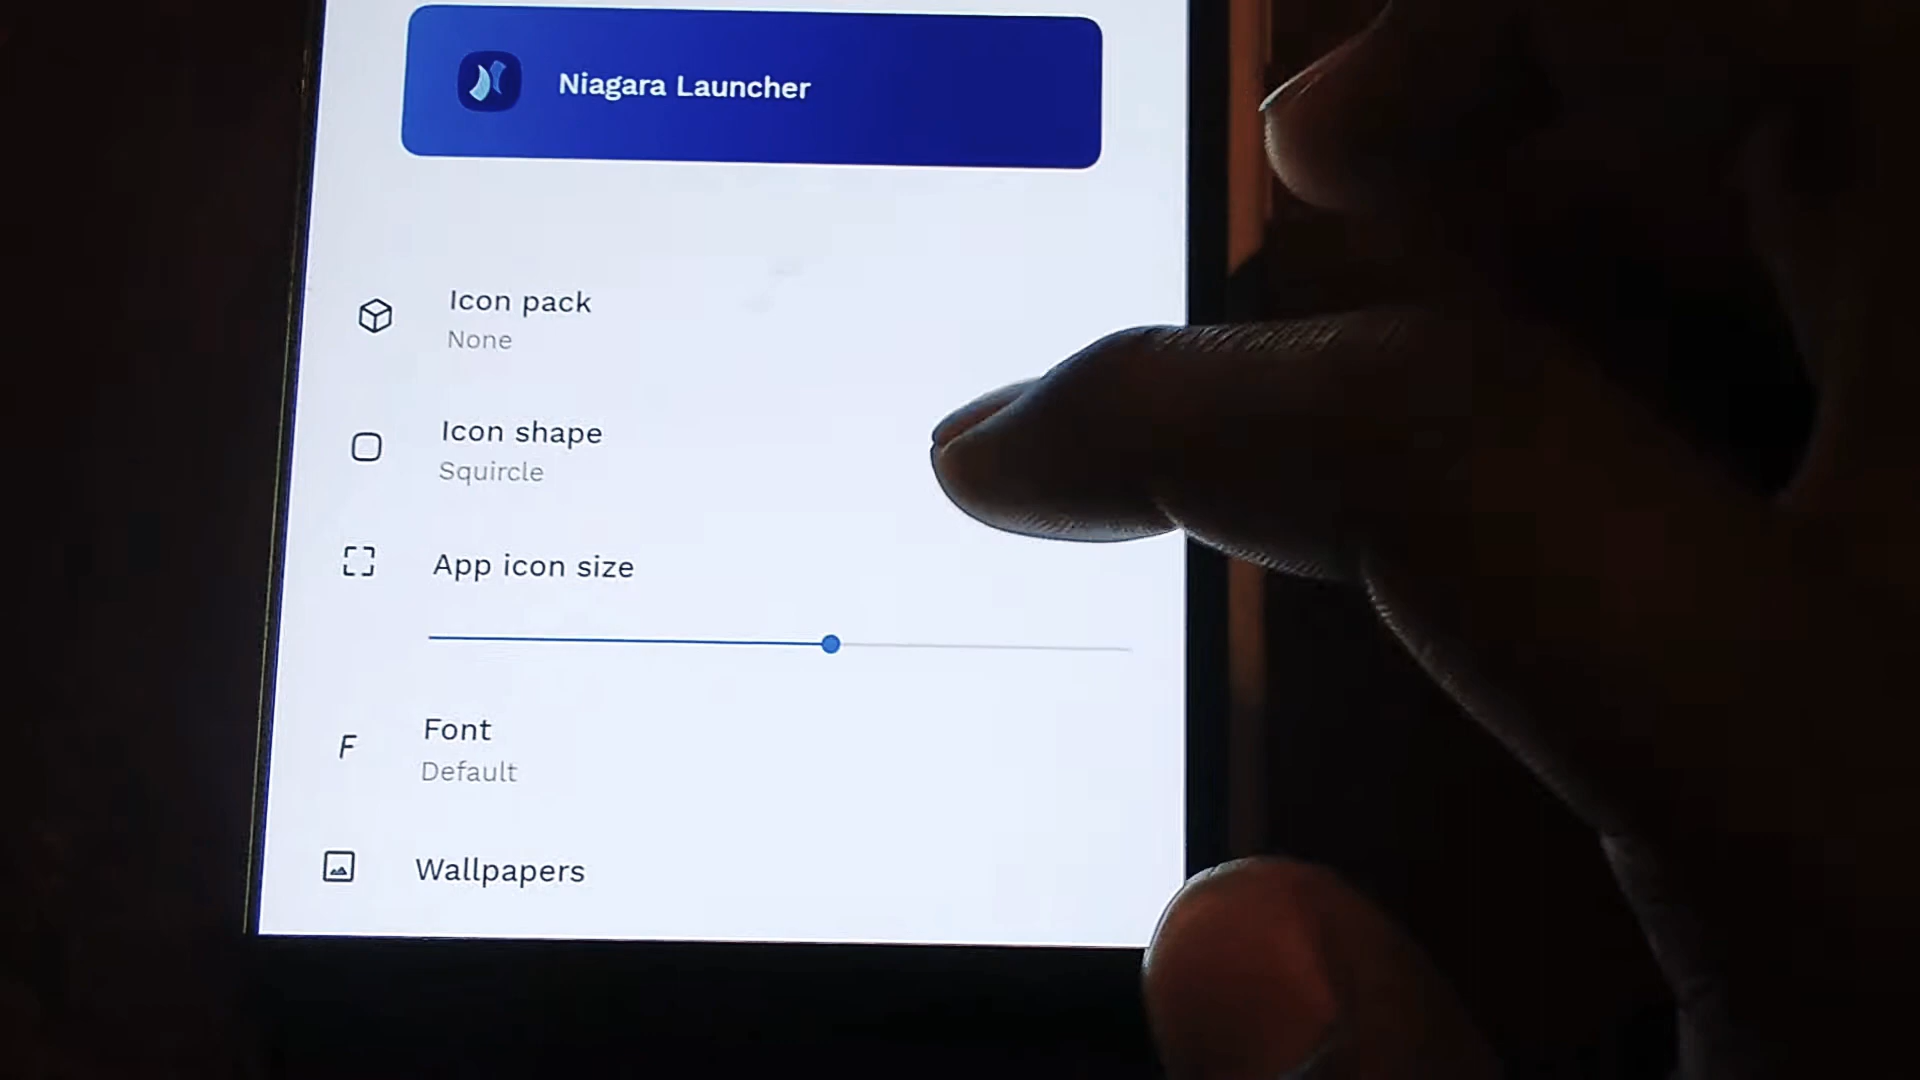 Niagara Launcher
Icon pack
None
Icon shape
Squircle
App icon size
Font
Default
Wallpapers